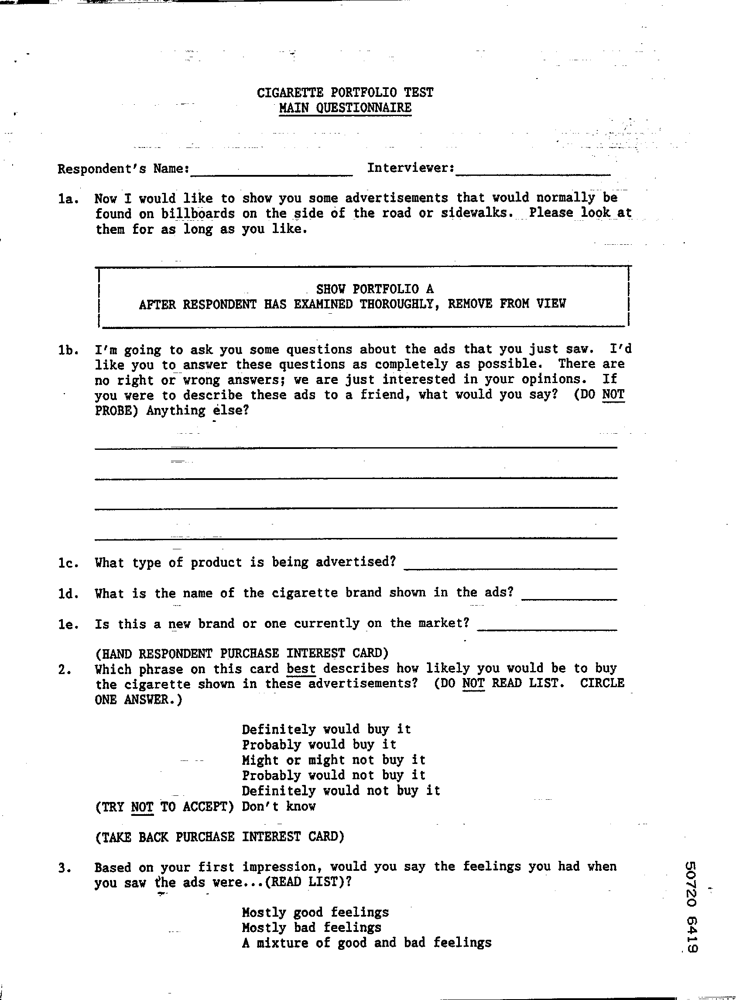 CIGARETTE PORTFOLIO TEST
MAIN QUESTIONNAIRE
Respondent's Name: Interviewer:
1a. Now I would like to show you some advertisements that would normally be
found on billboards on the side of the road or sidewalks. Please look at
them for as long as you like.
SHOW PORTFOLIO A
AFTER RESPONDENT HAS EXAMINED THOROUGHLY, REMOVE FROM VIEW
1b. I'm going to ask you some questions about the ads that you just saw. I'd
like you to answer these questions as completely as possible. There are
no right or wrong answers; we are just interested in your opinions. If
you were to describe these ads to a friend, what would you say? (DO NOT
PROBE) Anything else?
1c. What type of product is being advertised?
1d. What is the name of the cigarette brand shown in the ads?
1e. Is this a new brand or one currently on the market?
(HAND RESPONDENT PURCHASE INTEREST CARD)
2. Which phrase on this card best describes how likely you would be to buy
the cigarette shown in these advertisements? (DO NOT READ LIST. CIRCLE
ONE ANSWER.)
Definitely would buy it
Probably would buy it
Might or might not buy it
Probably would not buy it
Definitely would not buy it
(TRY NOT TO ACCEPT) Don't know
(TAKE BACK PURCHASE INTEREST CARD)
3. Based on your first impression, would you say the feelings you had when
you saw the ads were...(READ LIST)?
Mostly good feelings
Mostly bad feelings
A mixture of good and bad feelings
50720 6419